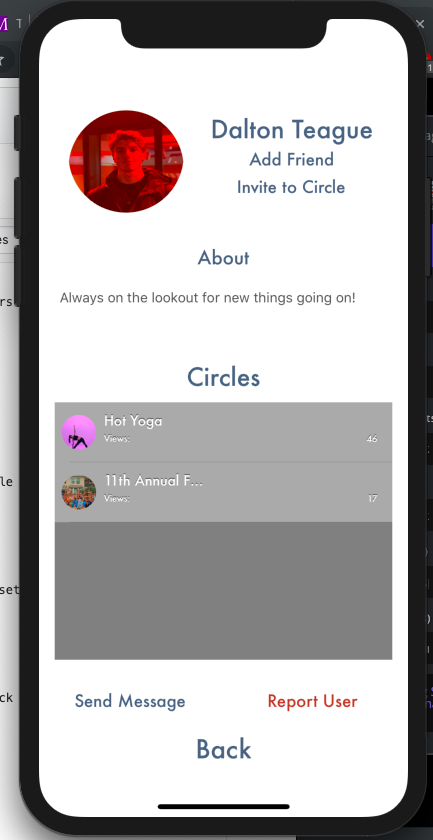 Dalton Teague
Add Friend
Invite to Circle
About
Always on the lookout for new things going on!
Circles
Hot Yoga
Views: 46
11th Annual F...
Views: 17
Send Message Report User
Back